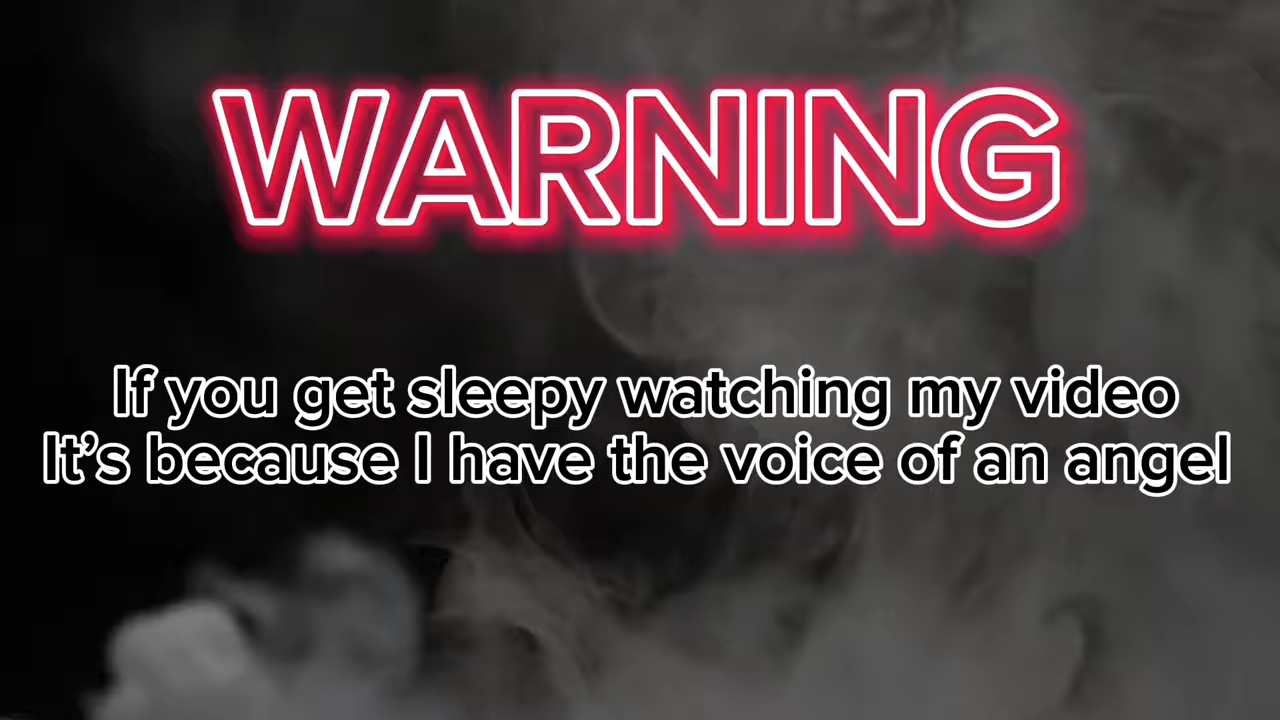 WARNING
If you get sleepy watching my video
It’s because I have the voice of an angel